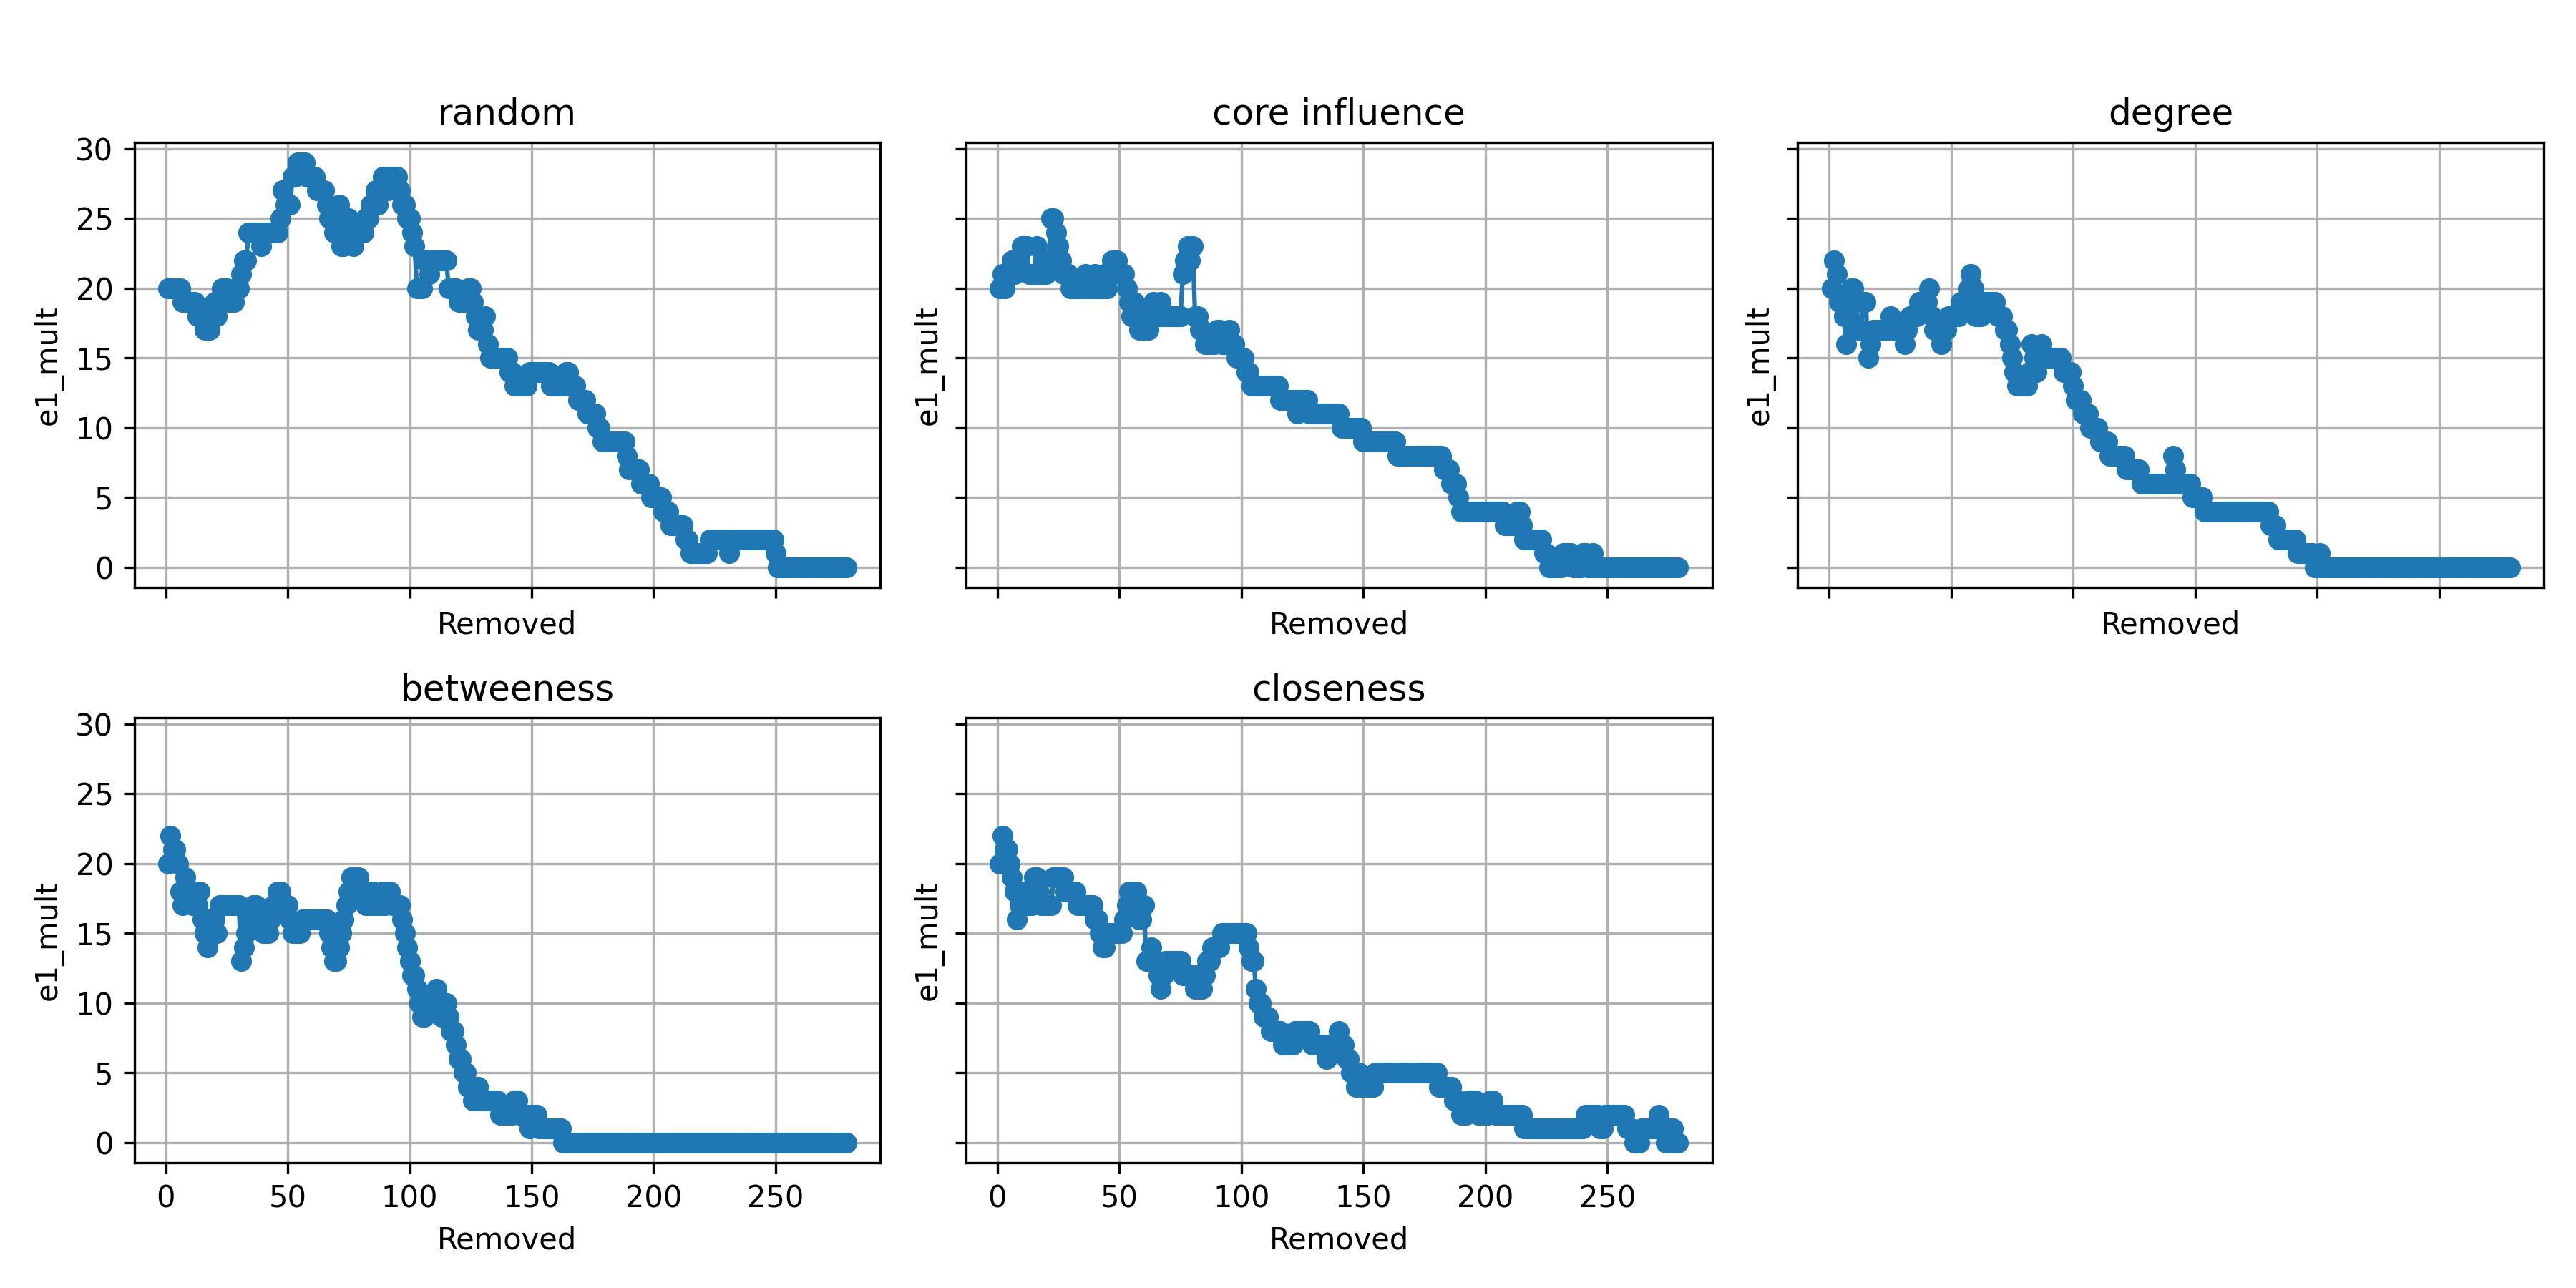 random
30
25
20
15
10
5
0
e1_mult
Removed
core influence
e1_mult
Removed
degree
e1_mult
Removed
betweeness
30
25
20
15
10
5
0
e1_mult
0 50 100 150 200 250
Removed
closeness
e1_mult
0 50 100 150 200 250
Removed